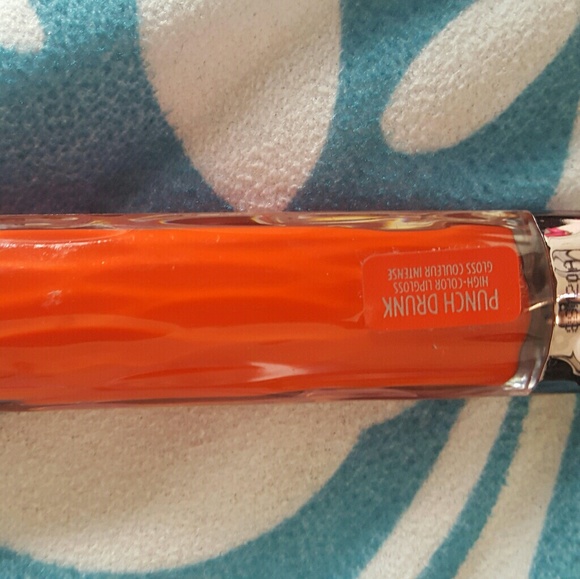 PUNCH DRUNK
HIGH-COLOR LIPGLOSS
GLOSS COULEUR INTENSE